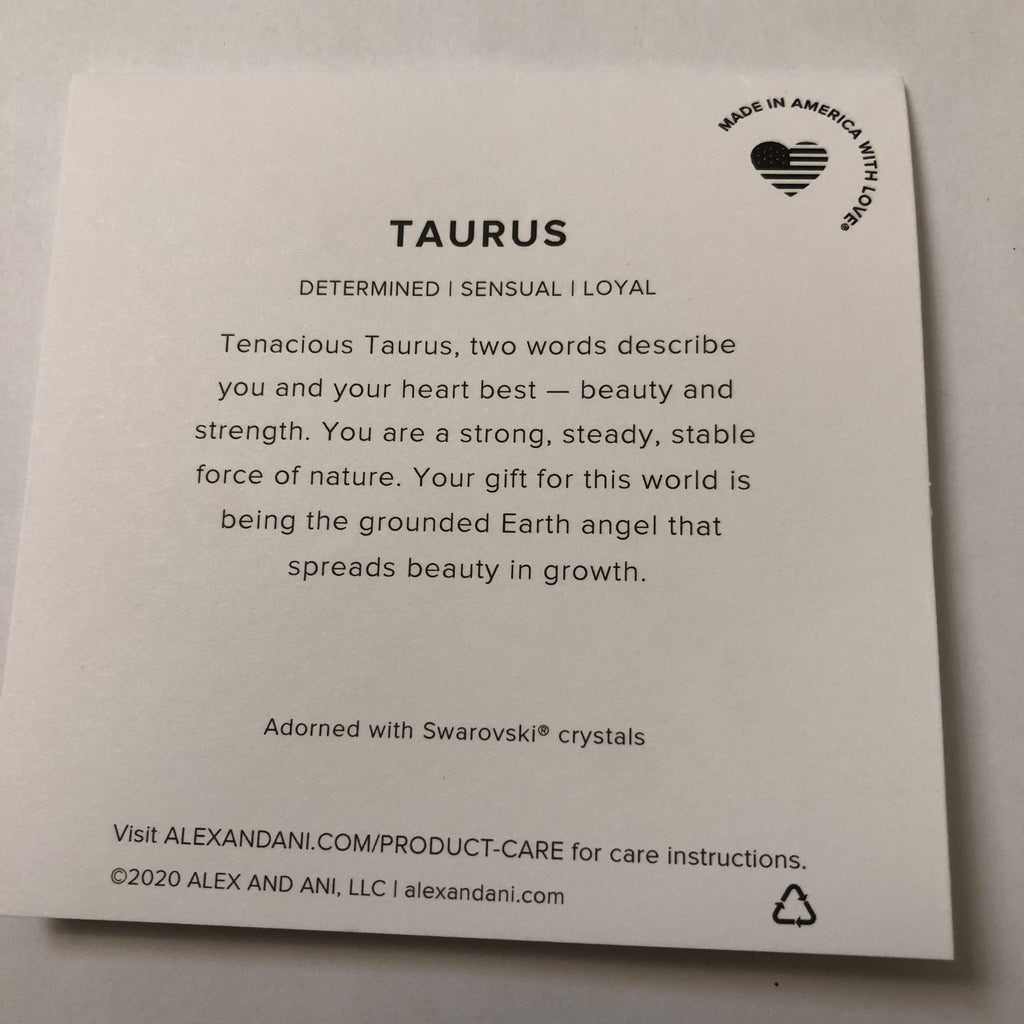 MADE IN AMERICA WITH LOVE®
TAURUS
DETERMINED | SENSUAL | LOYAL
Tenacious Taurus, two words describe
you and your heart best — beauty and
strength. You are a strong, steady, stable
force of nature. Your gift for this world is
being the grounded Earth angel that
spreads beauty in growth.
Adorned with Swarovski® crystals
Visit ALEXANDANI.COM/PRODUCT-CARE for care instructions.
©2020 ALEX AND ANI, LLC | alexandani.com